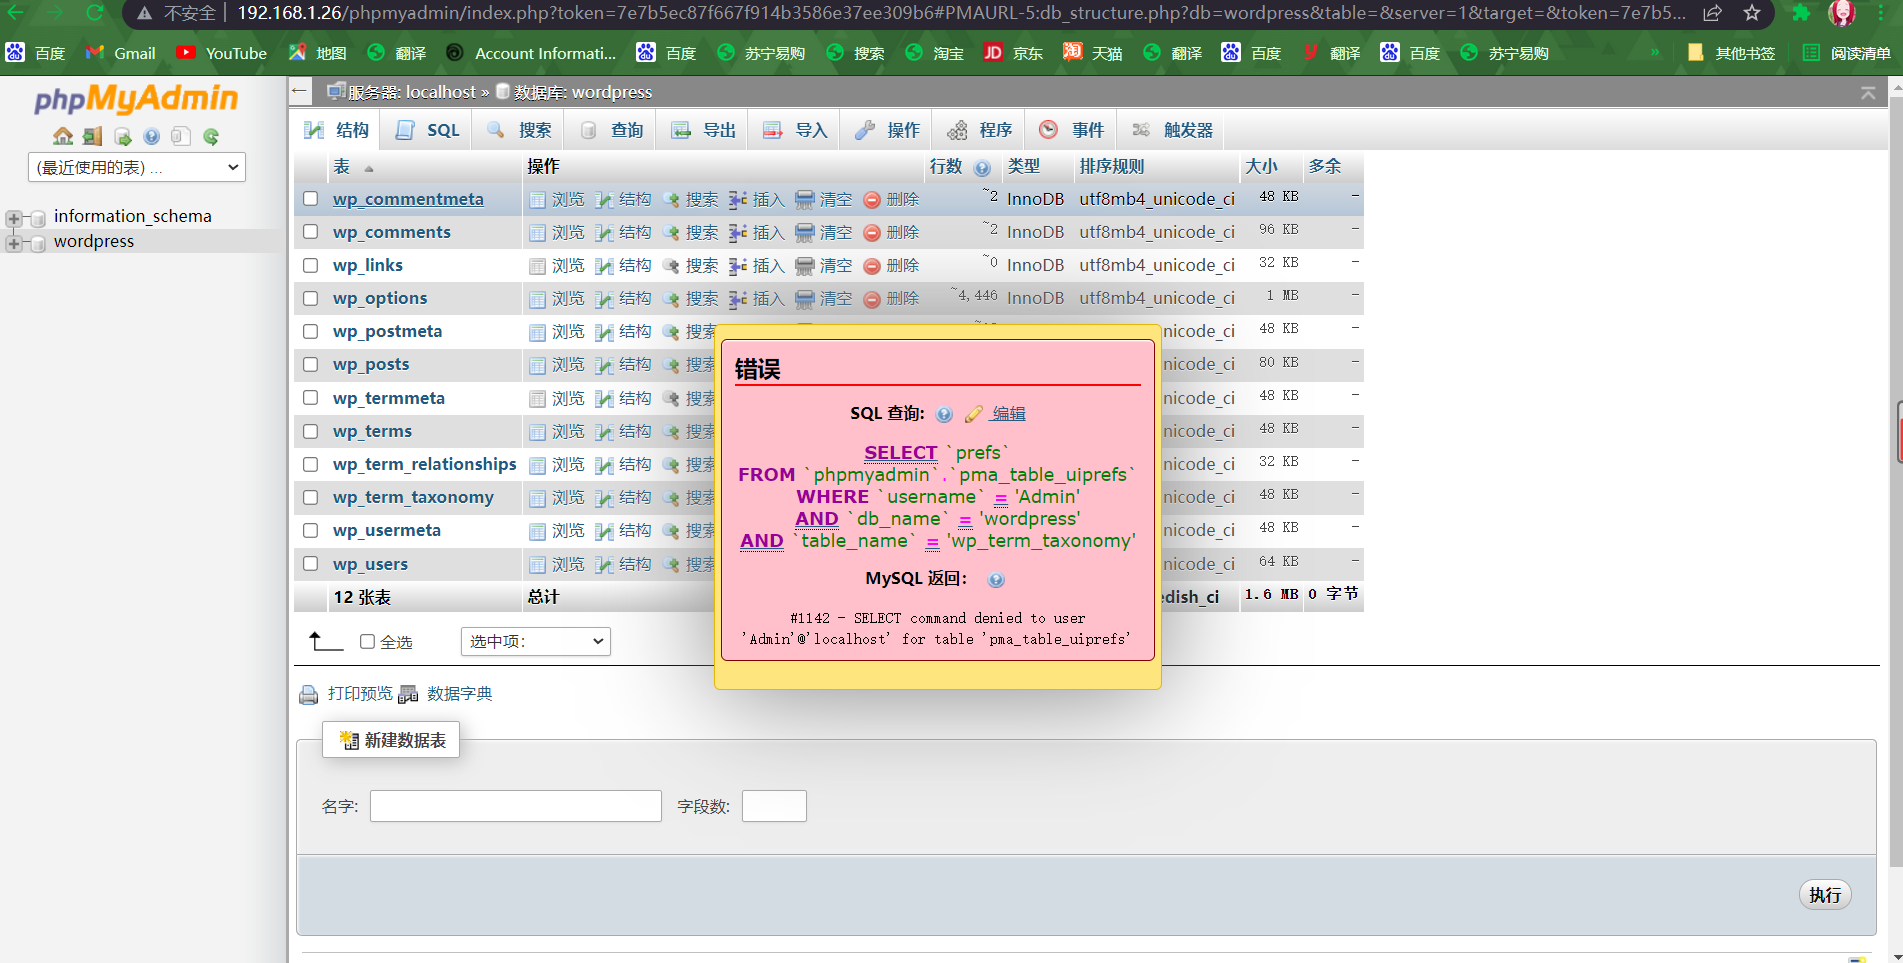 不安全 192.168.1.26/phpmyadmin/index.php?token=7e7b5ec87f667f914b3586e37ee309b6#PMAURL-5:db_structure.php?db=wordpress&table=&server=1&target=&token=7e7b5...
百度 Gmail YouTube 地图 翻译 Account Informati... 百度 苏宁易购 搜索 淘宝 JD 京东 淘 天猫 翻译 百度 翻译 百度 苏宁易购 » 其他书签 阅读清单
phpMyAdmin
(最近使用的表) ...
information_schema
wordpress
服务器: localhost » 数据库: wordpress
结构 SQL 搜索 查询 导出 导入 操作 程序 事件 触发器
表 操作 行数 类型 排序规则 大小 多余
wp_commentmeta 浏览 结构 搜索 插入 清空 删除 ~2 InnoDB utf8mb4_unicode_ci 48 KB -
wp_comments 浏览 结构 搜索 插入 清空 删除 ~2 InnoDB utf8mb4_unicode_ci 96 KB -
wp_links 浏览 结构 搜索 插入 清空 删除 ~0 InnoDB utf8mb4_unicode_ci 32 KB -
wp_options 浏览 结构 搜索 插入 清空 删除 ~4,446 InnoDB utf8mb4_unicode_ci 1 MB -
wp_postmeta 浏览 结构 搜索 nicode_ci 48 KB -
wp_posts 浏览 结构 搜索 nicode_ci 80 KB -
wp_termmeta 浏览 结构 搜索 nicode_ci 48 KB -
wp_terms 浏览 结构 搜索 nicode_ci 48 KB -
wp_term_relationships 浏览 结构 搜索 nicode_ci 32 KB -
wp_term_taxonomy 浏览 结构 搜索 nicode_ci 48 KB -
wp_usermeta 浏览 结构 搜索 nicode_ci 48 KB -
wp_users 浏览 结构 搜索 nicode_ci 64 KB -
12 张表 总计 edish_ci 1.6 MB 0 字节
错误
SQL 查询: 编辑
SELECT `prefs`
FROM `phpmyadmin`.`pma_table_uiprefs`
WHERE `username` = 'Admin'
AND `db_name` = 'wordpress'
AND `table_name` = 'wp_term_taxonomy'
MySQL 返回:
#1142 - SELECT command denied to user
'Admin'@'localhost' for table 'pma_table_uiprefs'
全选 选中项:
打印预览 数据字典
新建数据表
名字: 字段数:
执行